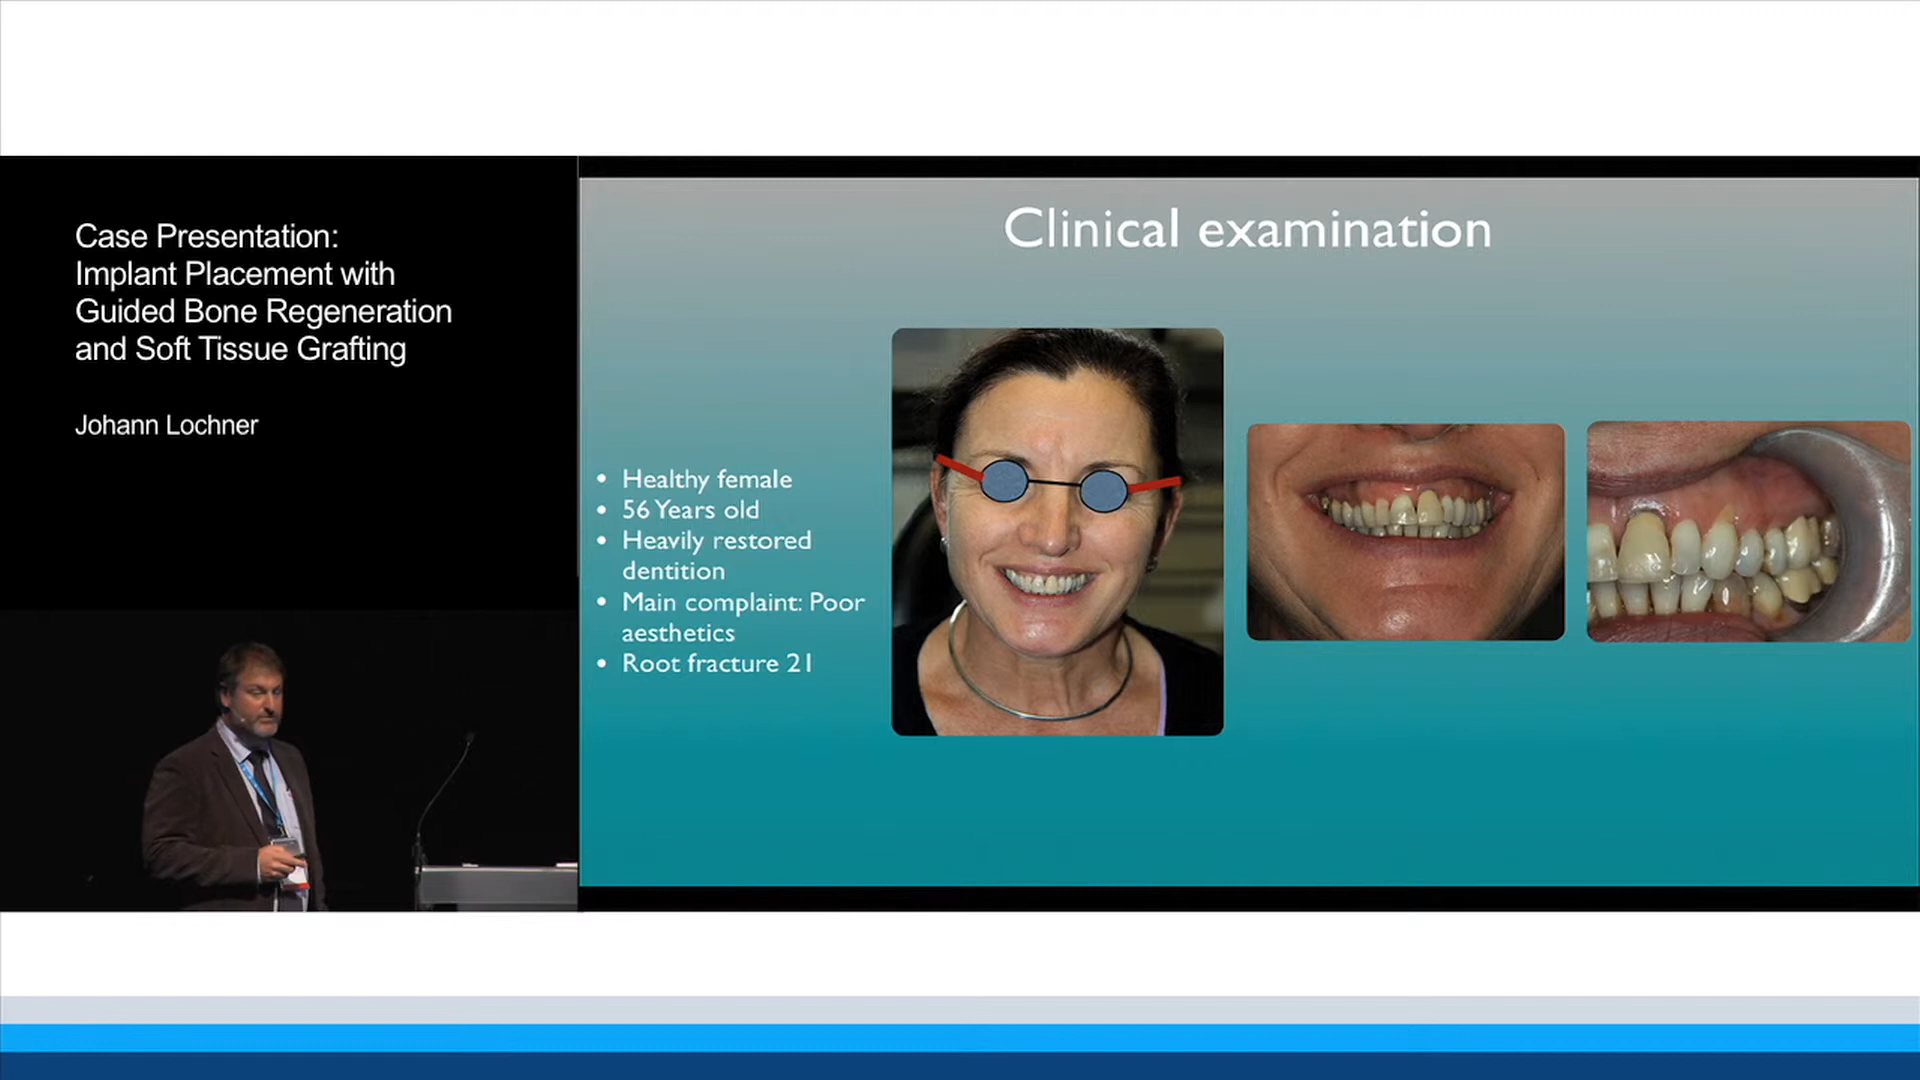 Case Presentation:
Implant Placement with
Guided Bone Regeneration
and Soft Tissue Grafting
Johann Lochner
Clinical examination
• Healthy female
• 56 Years old
• Heavily restored
dentition
• Main complaint: Poor
aesthetics
• Root fracture 21